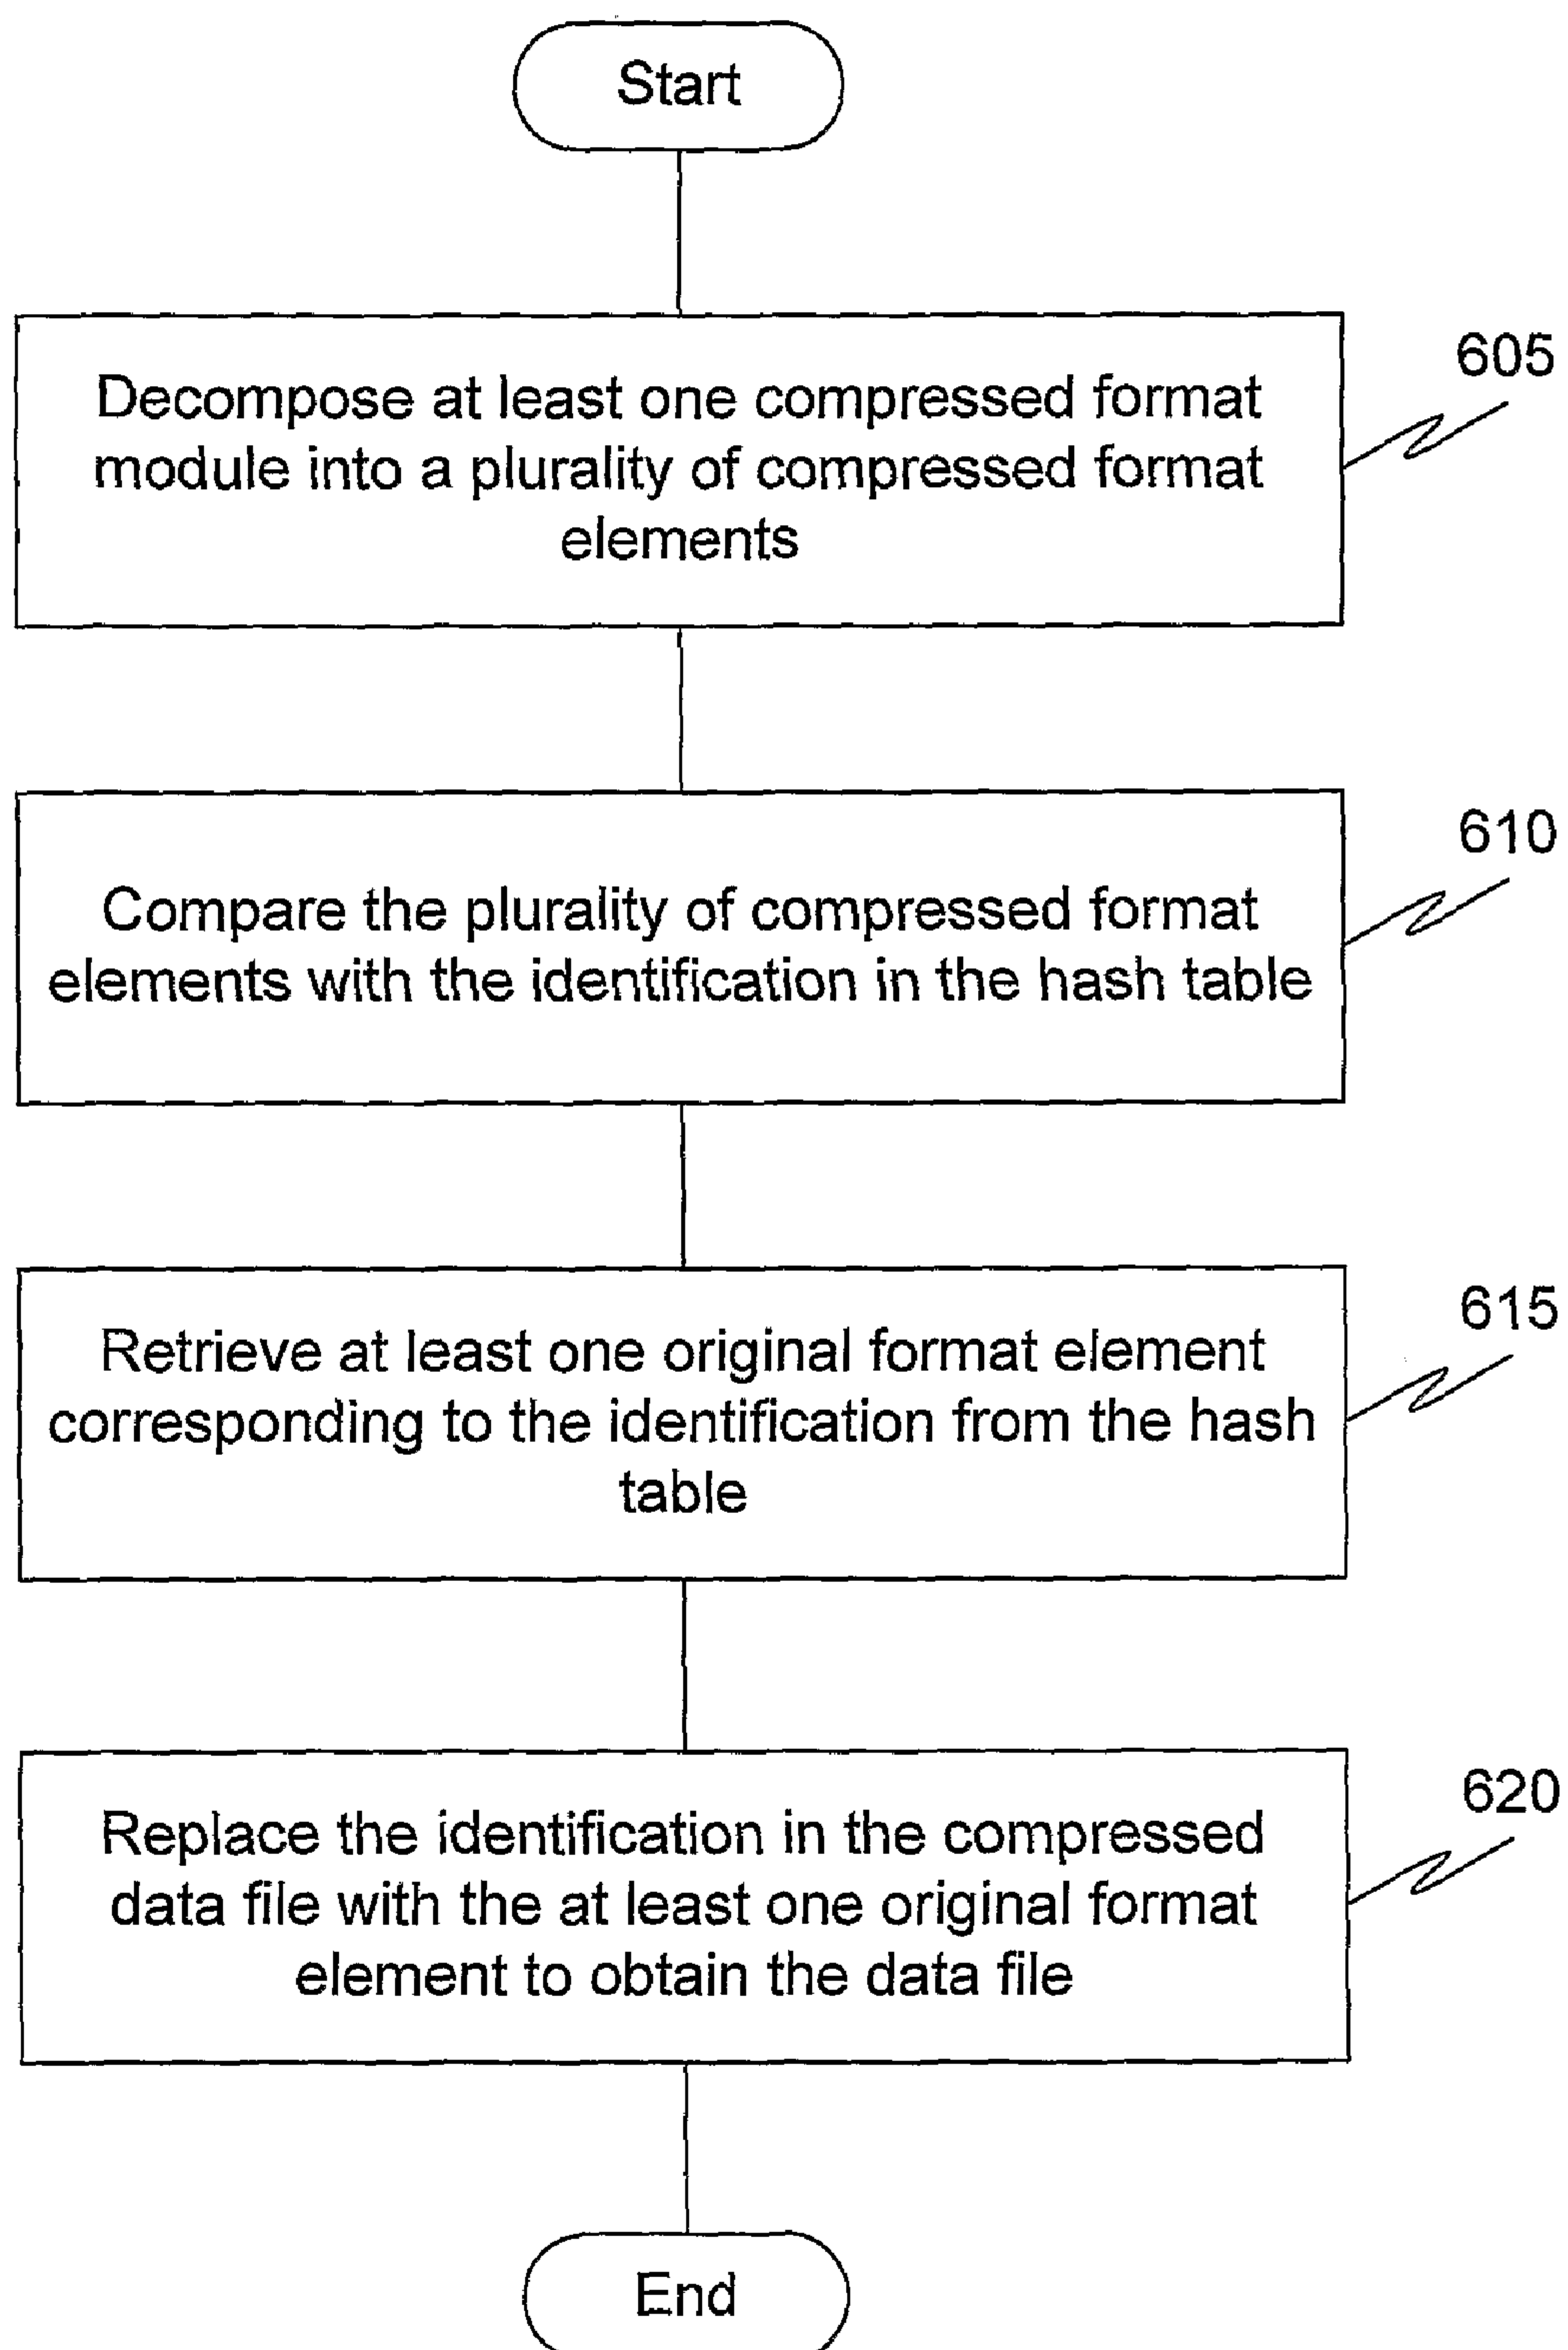 Start
605
Decompose at least one compressed format
module into a plurality of compressed format
elements
610
Compare the plurality of compressed format
elements with the identification in the hash table
615
Retrieve at least one original format element
corresponding to the identification from the hash
table
620
Replace the identification in the compressed
data file with the at least one original format
element to obtain the data file
End